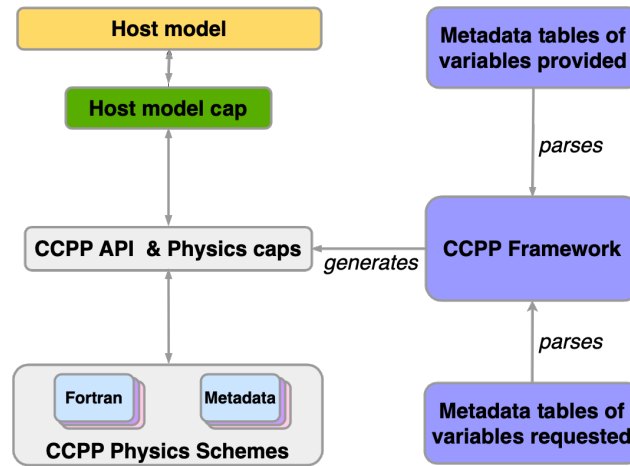 Host model
Metadata tables of
variables provided
Host model cap
parses
CCPP API & Physics caps
generates
CCPP Framework
parses
Fortran
Metadata
CCPP Physics Schemes
Metadata tables of
variables requested